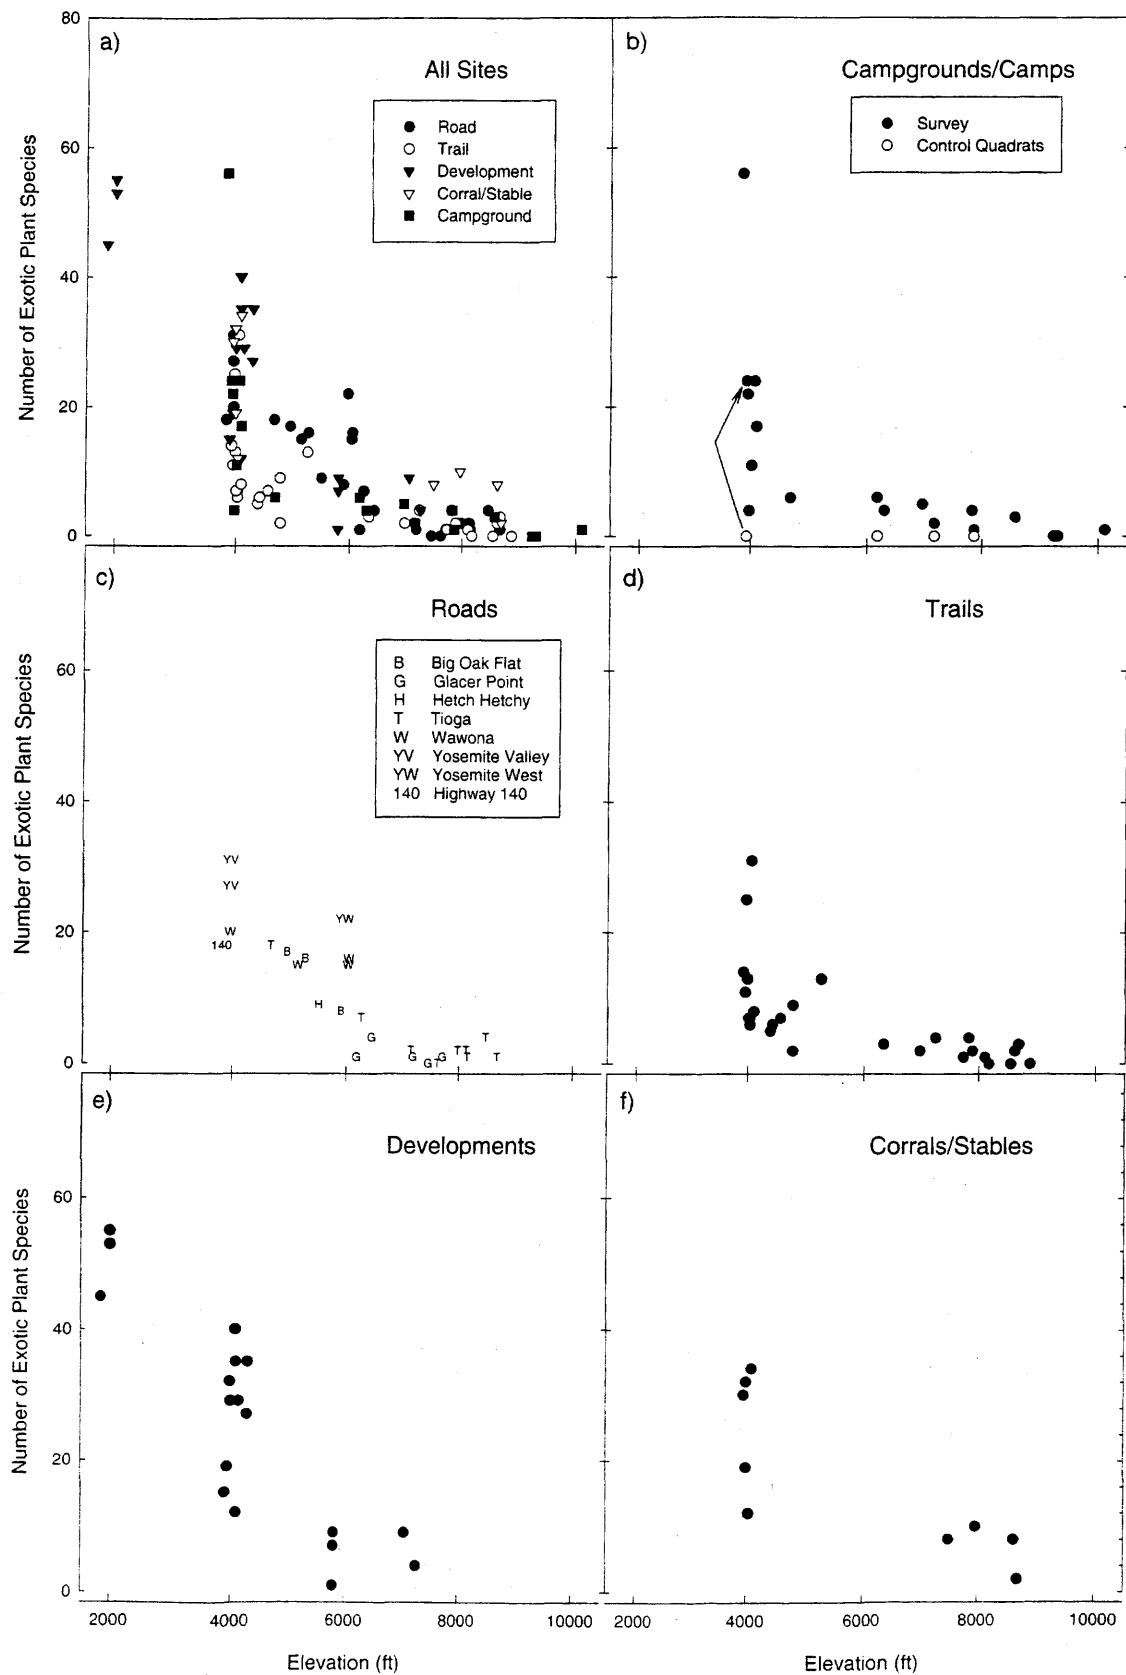 80
a)
b)
All Sites
Campgrounds/Camps
Road
Trail
Development
Corral/Stable
Campground
Survey
Control Quadrats
Number of Exotic Plant Species
60
40
20
0
c)
d)
Roads
Trails
B Big Oak Flat
G Glacer Point
H Hetch Hetchy
T Tioga
W Wawona
YV Yosemite Valley
YW Yosemite West
140 Highway 140
Number of Exotic Plant Species
60
40
20
0
YV
YV
YW
W
140
T
B
B
W
W
W
H
B
T
G
G
T
G
G
T
G
T
T
T
T
T
e)
f)
Developments
Corrals/Stables
Number of Exotic Plant Species
60
40
20
0
2000 4000 6000 8000 10000
2000 4000 6000 8000 10000
Elevation (ft)
Elevation (ft)